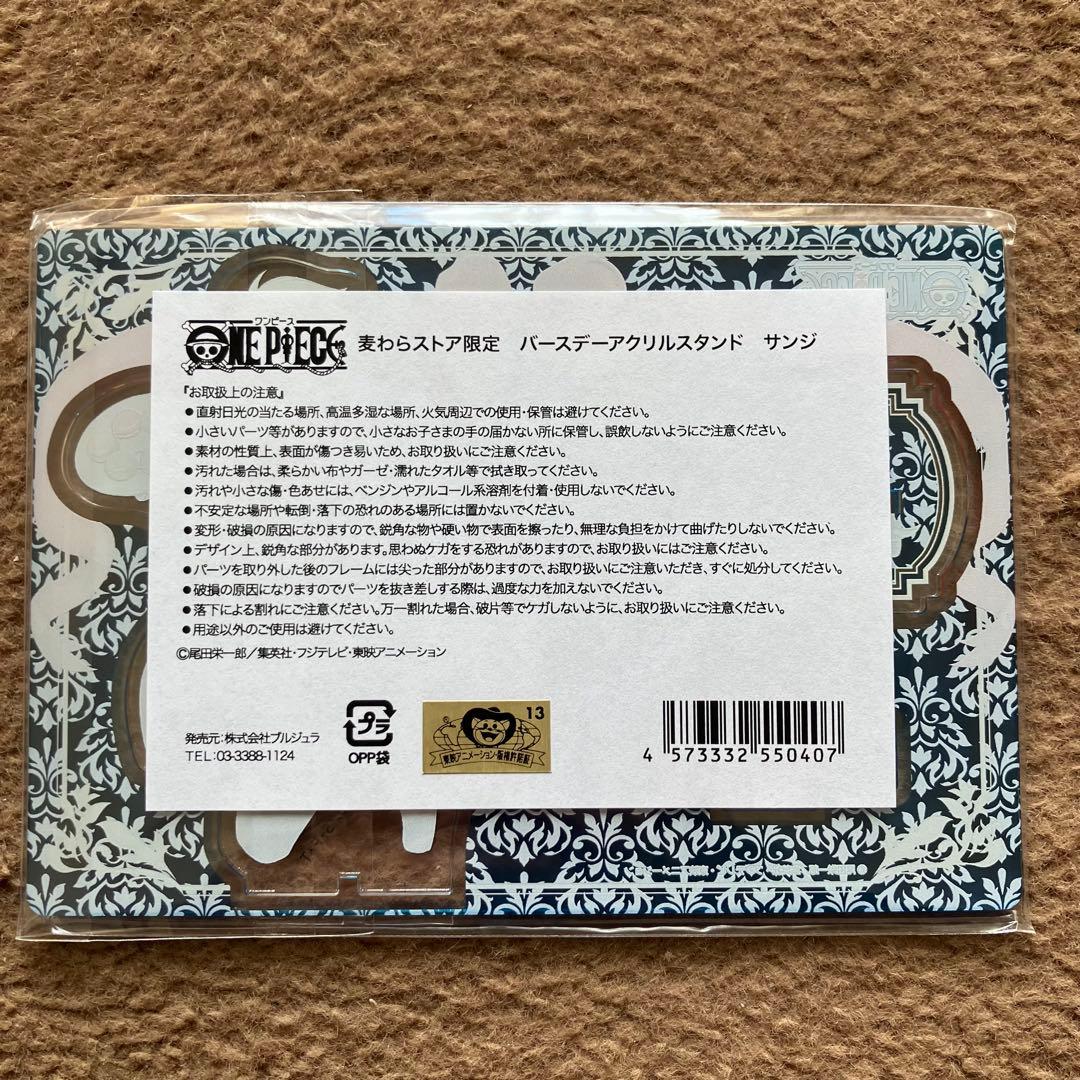 ワンピース
ONE PIECE 麦わらストア限定　バースデーアクリルスタンド　サンジ
『お取扱上の注意』
●直射日光の当たる場所、高温多湿な場所、火気周辺での使用・保管は避けてください。
●小さいパーツ等がありますので、小さなお子さまの手の届かない所に保管し、誤飲しないようにご注意ください。
●素材の性質上、表面が傷つき易いため、お取り扱いにご注意ください。
●汚れた場合は、柔らかい布やガーゼ・濡れたタオル等で拭き取ってください。
●汚れや小さな傷・色あせには、ベンジンやアルコール系溶剤を付着・使用しないでください。
●不安定な場所や転倒・落下の恐れのある場所には置かないでください。
●変形・破損の原因になりますので、鋭角な物や硬い物で表面を擦ったり、無理な負担をかけて曲げたりしないでください。
●デザイン上、鋭角な部分があります。思わぬケガをする恐れがありますので、お取り扱いにはご注意ください。
●パーツを取り外した後のフレームには尖った部分がありますので、お取り扱いにご注意いただき、すぐに処分してください。
●破損の原因になりますのでパーツを抜き差しする際は、過度な力を加えないでください。
●落下による割れにご注意ください。万一割れた場合、破片等でケガしないように、お取り扱いにご注意ください。
●用途以外のご使用は避けてください。
©尾田栄一郎／集英社・フジテレビ・東映アニメーション
発売元:株式会社ブルジュラ
TEL:03-3388-1124
プラ
OPP袋
13
東映アニメーション・版権許諾証
4 573332 550407